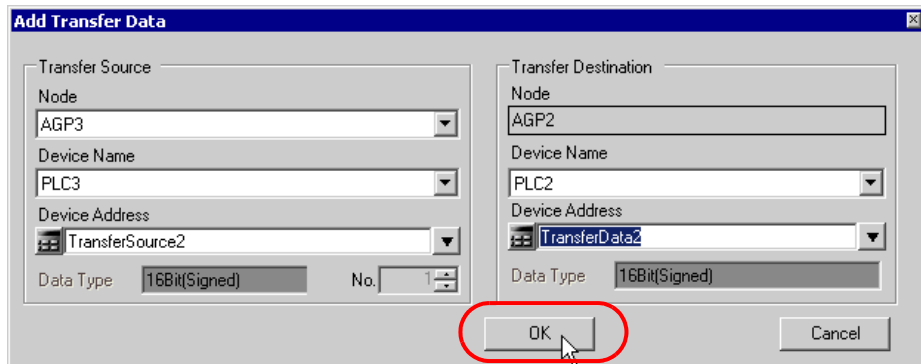 Add Transfer Data
Transfer Source
Node
AGP3
Device Name
PLC3
Device Address
TransferSource2
Data Type 16Bit(Signed) No. 1
Transfer Destination
Node
AGP2
Device Name
PLC2
Device Address
TransferData2
Data Type 16Bit(Signed)
OK Cancel